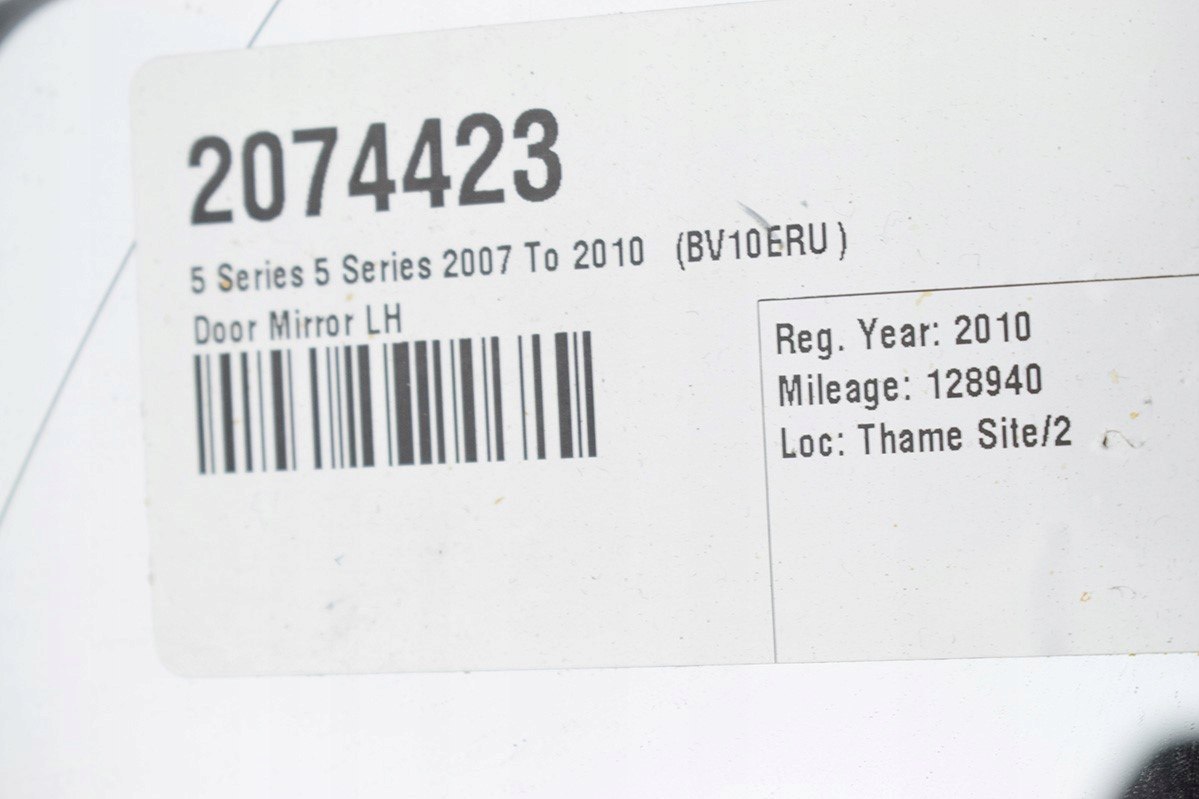 2074423
5 Series 5 Series 2007 To 2010 (BV10ERU )
Door Mirror LH
Reg. Year: 2010
Mileage: 128940
Loc: Thame Site/2